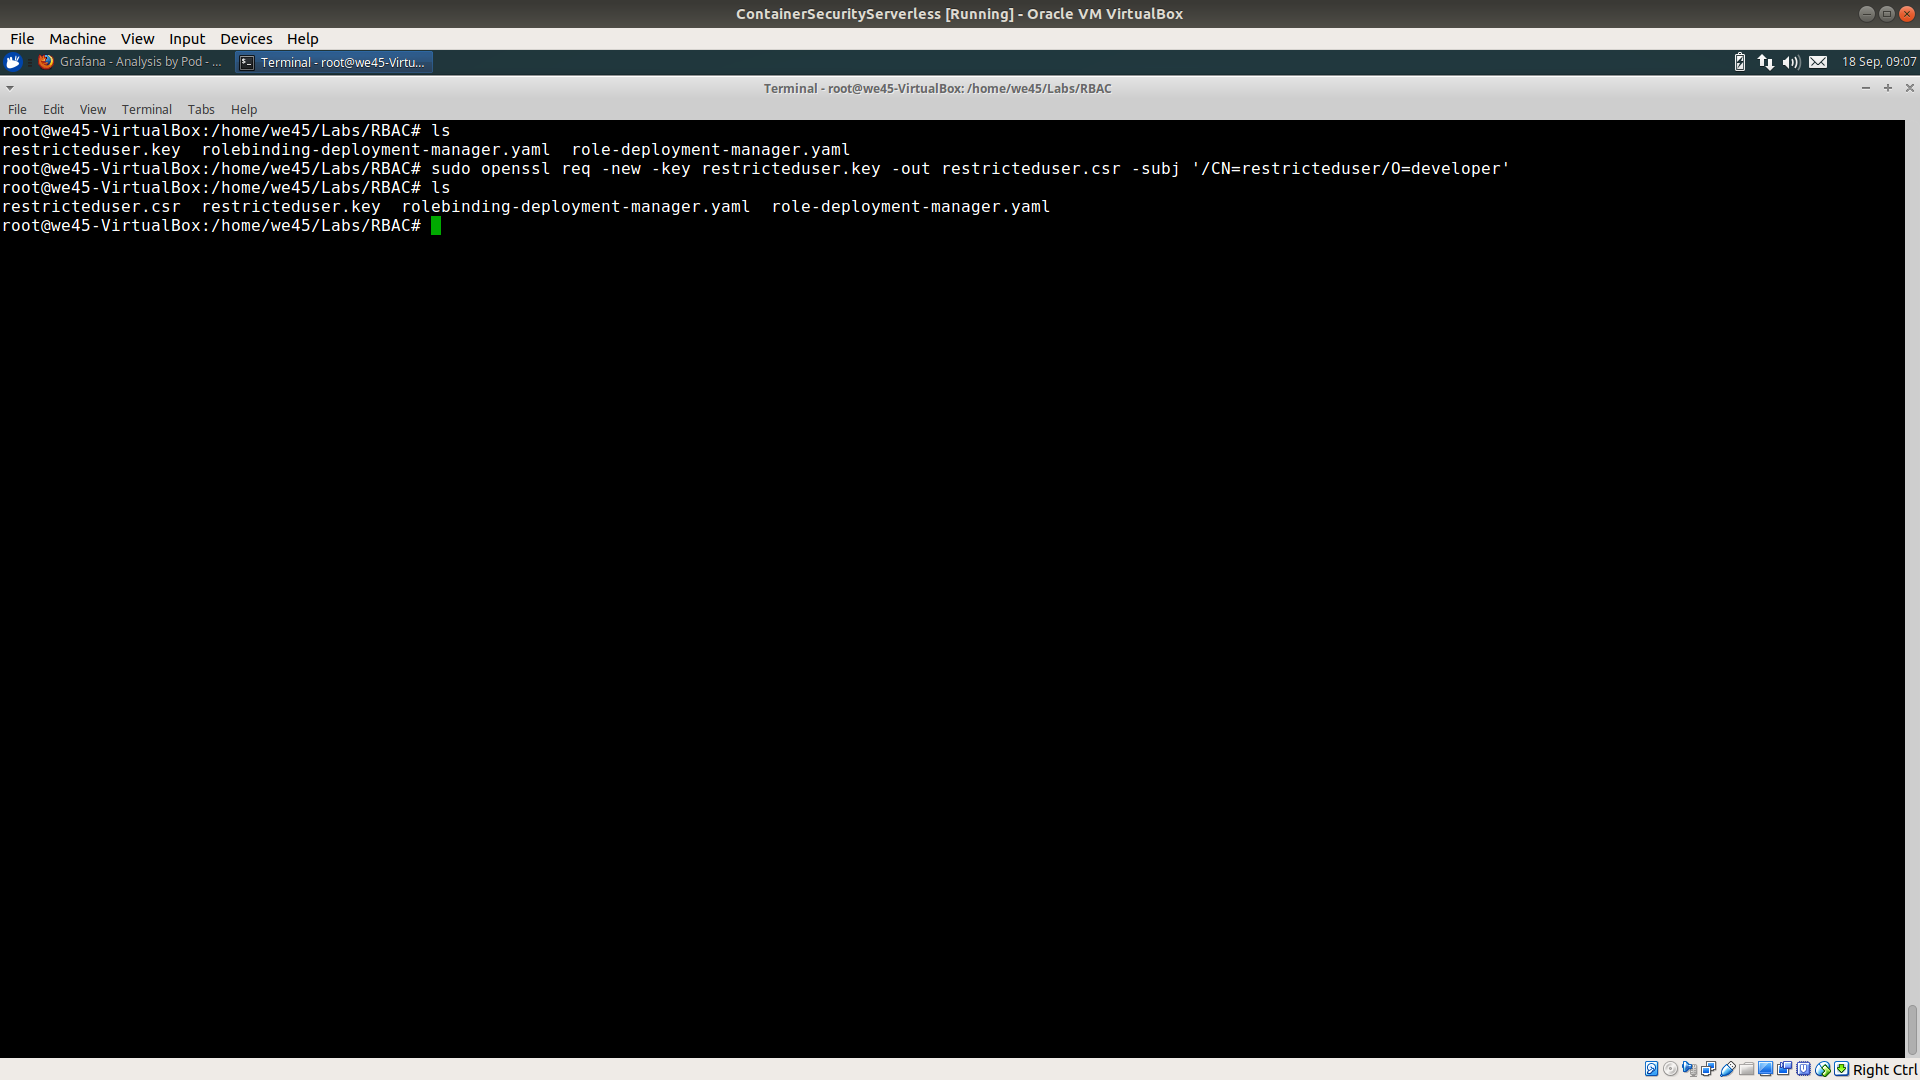 ContainerSecurityServerless [Running] - Oracle VM VirtualBox
File Machine View Input Devices Help
Grafana - Analysis by Pod - ... Terminal - root@we45-Virtu... 18 Sep, 09:07
Terminal - root@we45-VirtualBox: /home/we45/Labs/RBAC
File Edit View Terminal Tabs Help
root@we45-VirtualBox:/home/we45/Labs/RBAC# ls
restricteduser.key rolebinding-deployment-manager.yaml role-deployment-manager.yaml
root@we45-VirtualBox:/home/we45/Labs/RBAC# sudo openssl req -new -key restricteduser.key -out restricteduser.csr -subj '/CN=restricteduser/O=developer'
root@we45-VirtualBox:/home/we45/Labs/RBAC# ls
restricteduser.csr restricteduser.key rolebinding-deployment-manager.yaml role-deployment-manager.yaml
root@we45-VirtualBox:/home/we45/Labs/RBAC#
Right Ctrl